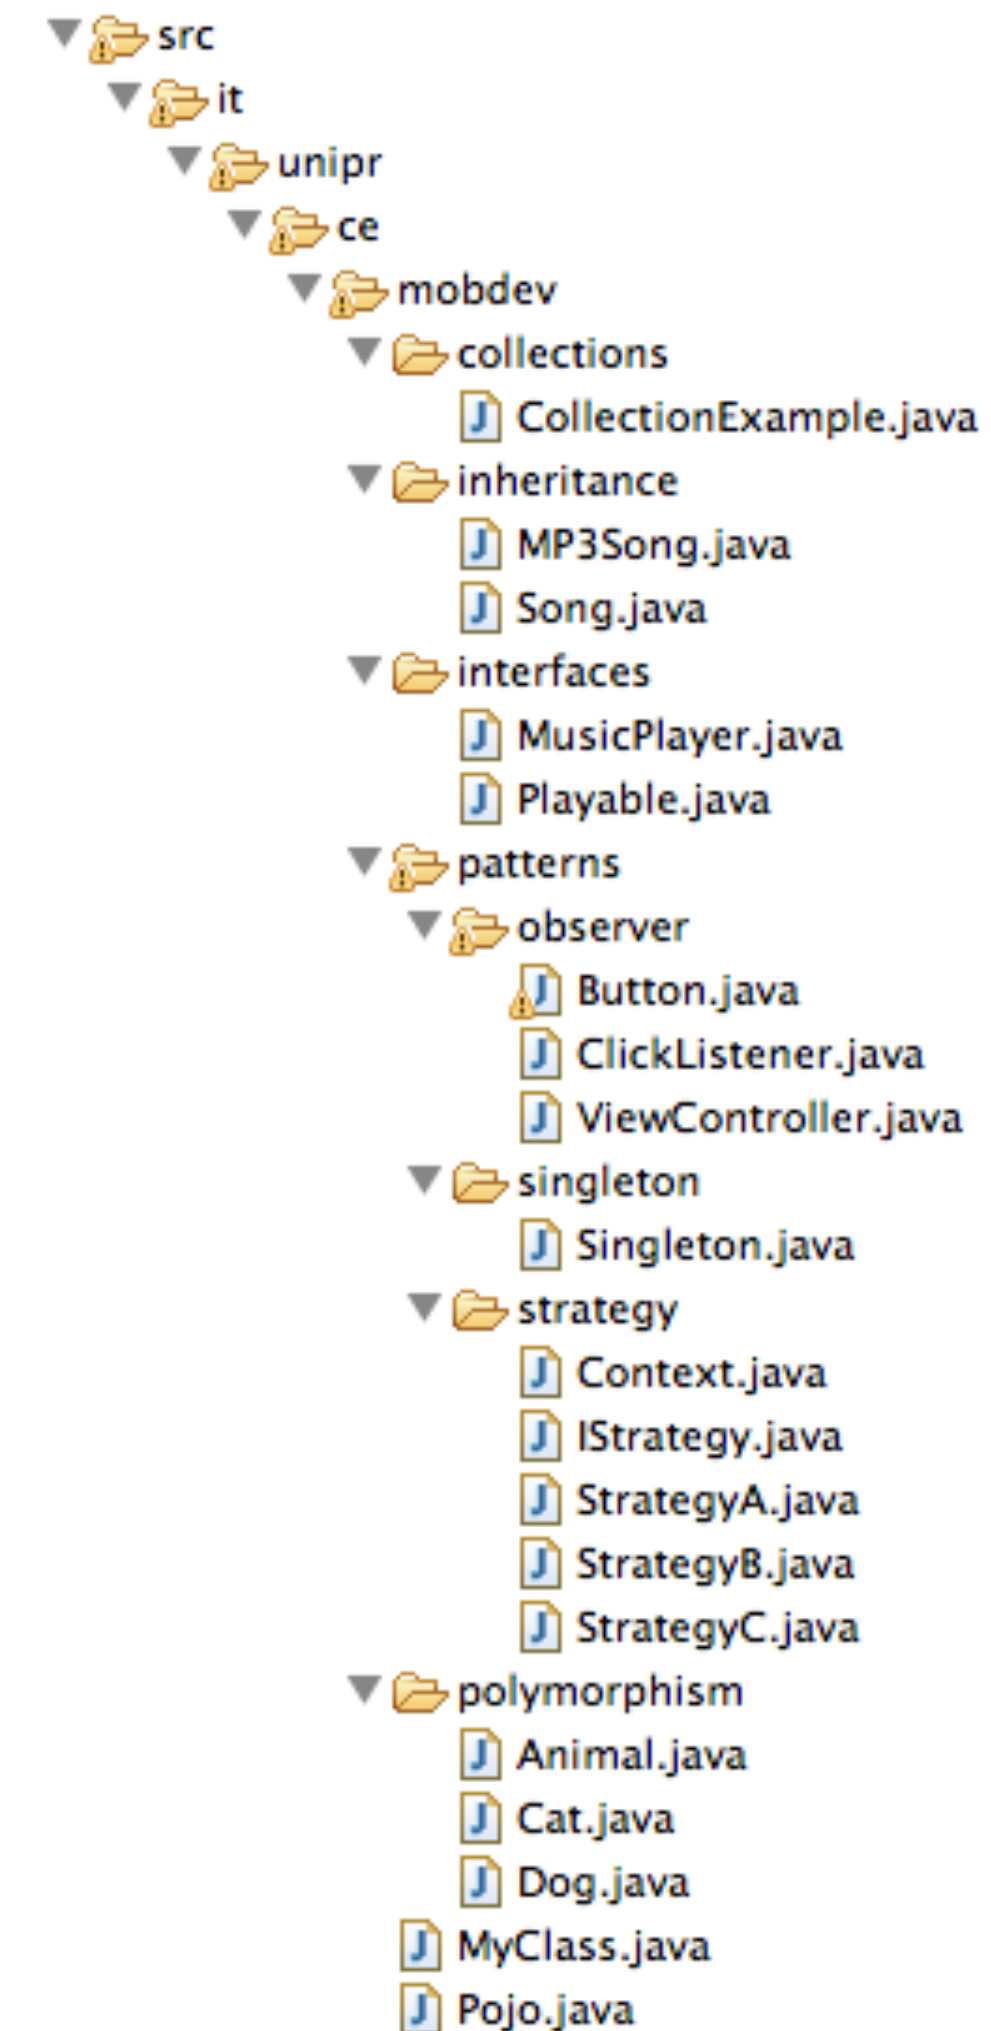 src
it
unipr
ce
mobdev
collections
CollectionExample.java
inheritance
MP3Song.java
Song.java
interfaces
MusicPlayer.java
Playable.java
patterns
observer
Button.java
ClickListener.java
ViewController.java
singleton
Singleton.java
strategy
Context.java
IStrategy.java
StrategyA.java
StrategyB.java
StrategyC.java
polymorphism
Animal.java
Cat.java
Dog.java
MyClass.java
Pojo.java